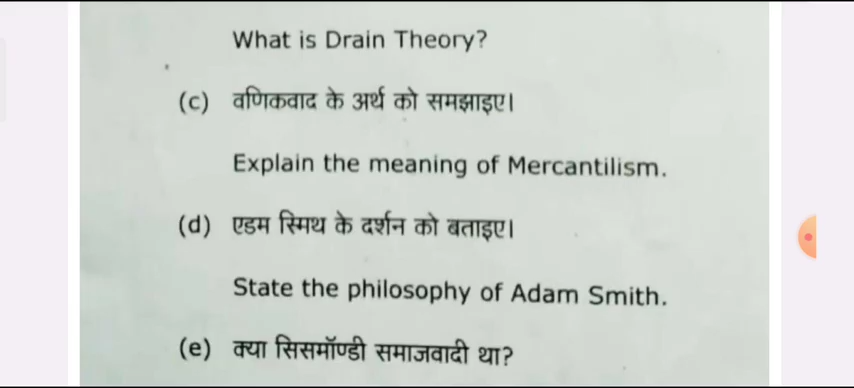 What is Drain Theory?
(c) वणिकवाद के अर्थ को समझाइए।
Explain the meaning of Mercantilism.
(d) एडम स्मिथ के दर्शन को बताइए।
State the philosophy of Adam Smith.
(e) क्या सिसमॉण्डी समाजवादी था?